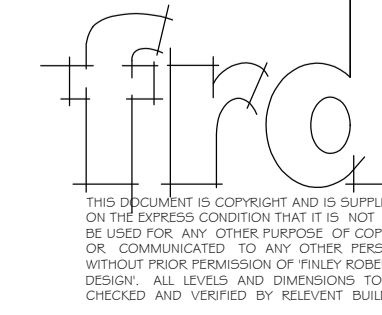 frd
THIS DOCUMENT IS COPYRIGHT AND IS SUPPLI
ON THE EXPRESS CONDITION THAT IT IS NOT
BE USED FOR ANY OTHER PURPOSE OF COP
OR COMMUNICATED TO ANY OTHER PERS
WITHOUT PRIOR PERMISSION OF 'FINLEY ROBE
DESIGN'. ALL LEVELS AND DIMENSIONS TO
CHECKED AND VERIFIED BY RELEVENT BUIL